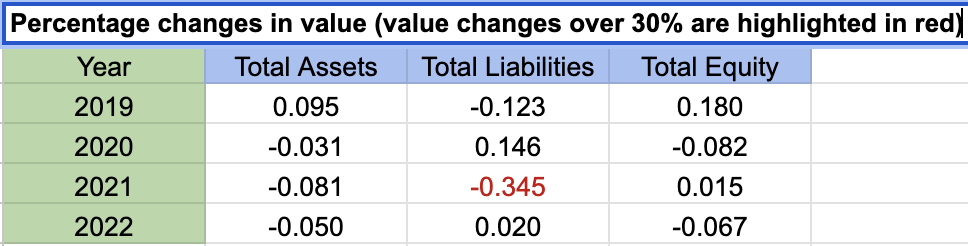 Percentage changes in value (value changes over 30% are highlighted in red)
Year Total Assets Total Liabilities Total Equity
2019 0.095 -0.123 0.180
2020 -0.031 0.146 -0.082
2021 -0.081 -0.345 0.015
2022 -0.050 0.020 -0.067